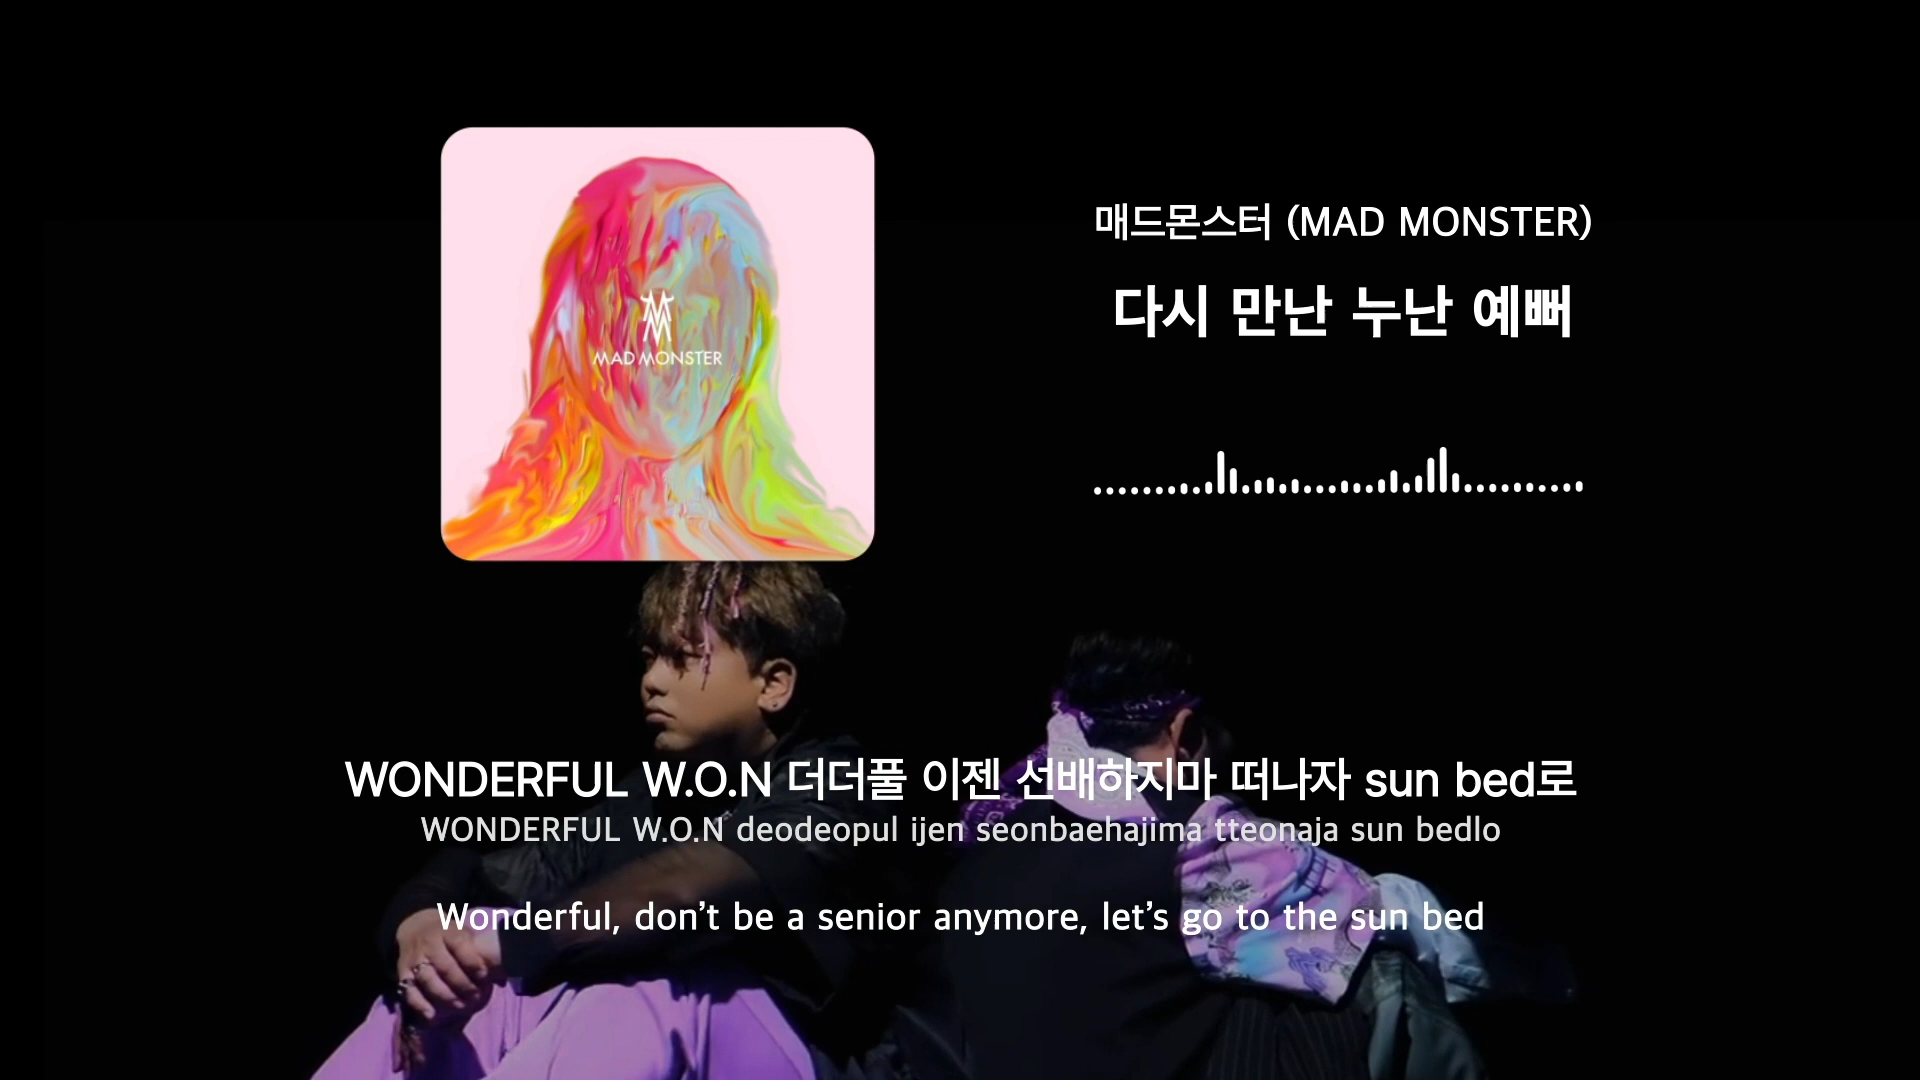 MAD MONSTER
매드몬스터 (MAD MONSTER)
다시 만난 누난 예뻐
WONDERFUL W.O.N 더더풀 이젠 선배하지마 떠나자 sun bed로
WONDERFUL W.O.N deodeopul ijen seonbaehajima tteonaja sun bedlo
Wonderful, don’t be a senior anymore, let’s go to the sun bed